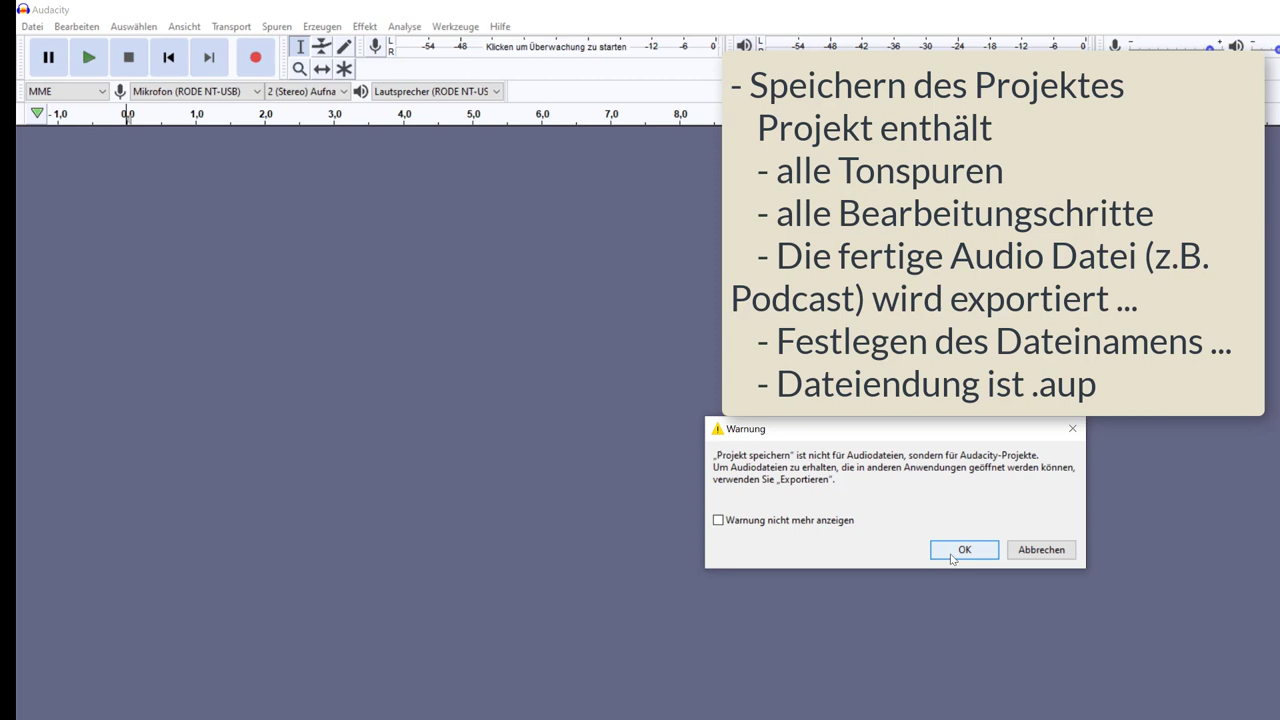 Audacity
Datei Bearbeiten Auswählen Ansicht Transport Spuren Erzeugen Effekt Analyse Werkzeuge Hilfe
L
R
-54 -48 Klicken um Überwachung zu starten -12 -6 0
L
-54 -48 -42 -36 -30 -24 -18 -12 -6 0
MME Mikrofon (RODE NT-USB) 2 (Stereo) Aufna Lautsprecher (RODE NT-US
- 1,0 0,0 1,0 2,0 3,0 4,0 5,0 6,0 7,0 8,0
- Speichern des Projektes
Projekt enthält
- alle Tonspuren
- alle Bearbeitungschritte
- Die fertige Audio Datei (z.B.
Podcast) wird exportiert ...
- Festlegen des Dateinamens ...
- Dateiendung ist .aup
Warnung
„Projekt speichern“ ist nicht für Audiodateien, sondern für Audacity-Projekte.
Um Audiodateien zu erhalten, die in anderen Anwendungen geöffnet werden können,
verwenden Sie „Exportieren“.
Warnung nicht mehr anzeigen
OK Abbrechen